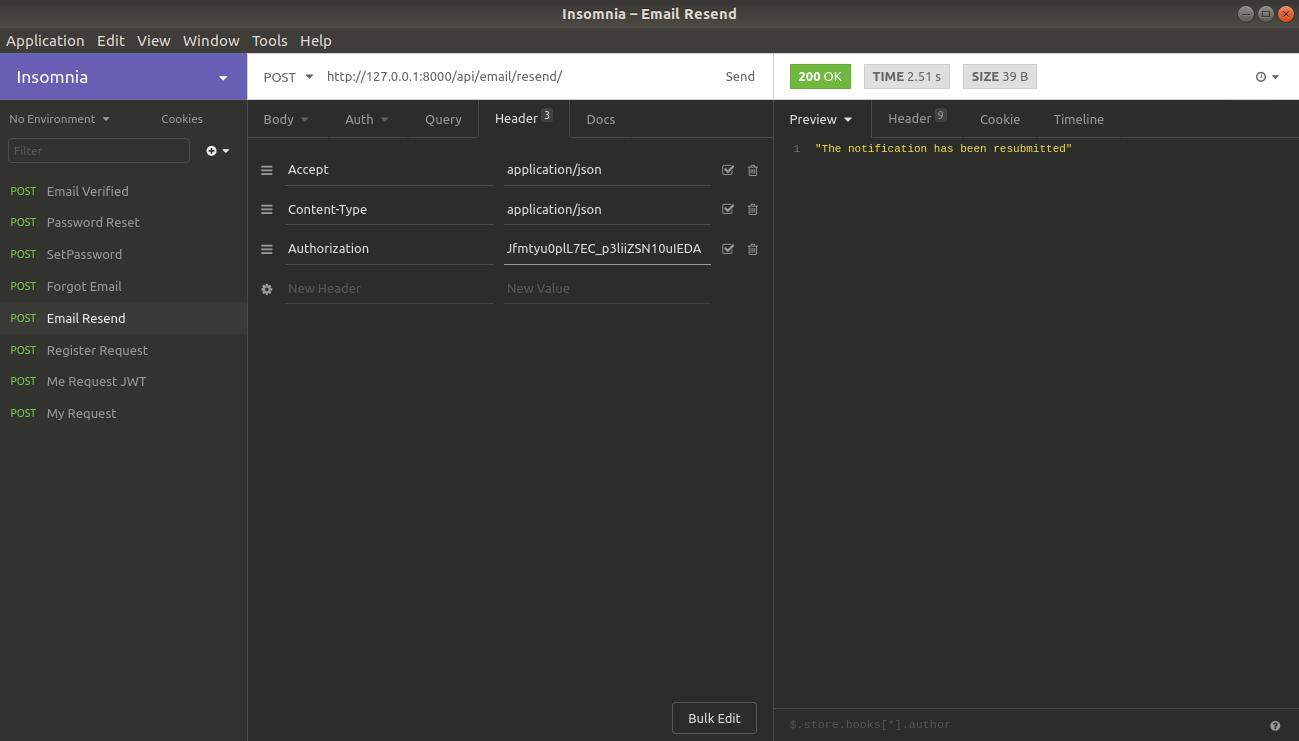 Insomnia – Email Resend
Application Edit View Window Tools Help
Insomnia
POST http://127.0.0.1:8000/api/email/resend/ Send
200 OK TIME 2.51 s SIZE 39 B
No Environment Cookies
Body Auth Query Header 3 Docs
Preview Header 9 Cookie Timeline
Filter
1 "The notification has been resubmitted"
Accept application/json
Content-Type application/json
Authorization Jfmtyu0plL7EC_p3liiZSN10uIEDA
New Header New Value
POST Email Verified
POST Password Reset
POST SetPassword
POST Forgot Email
POST Email Resend
POST Register Request
POST Me Request JWT
POST My Request
Bulk Edit
$.store.books[*].author